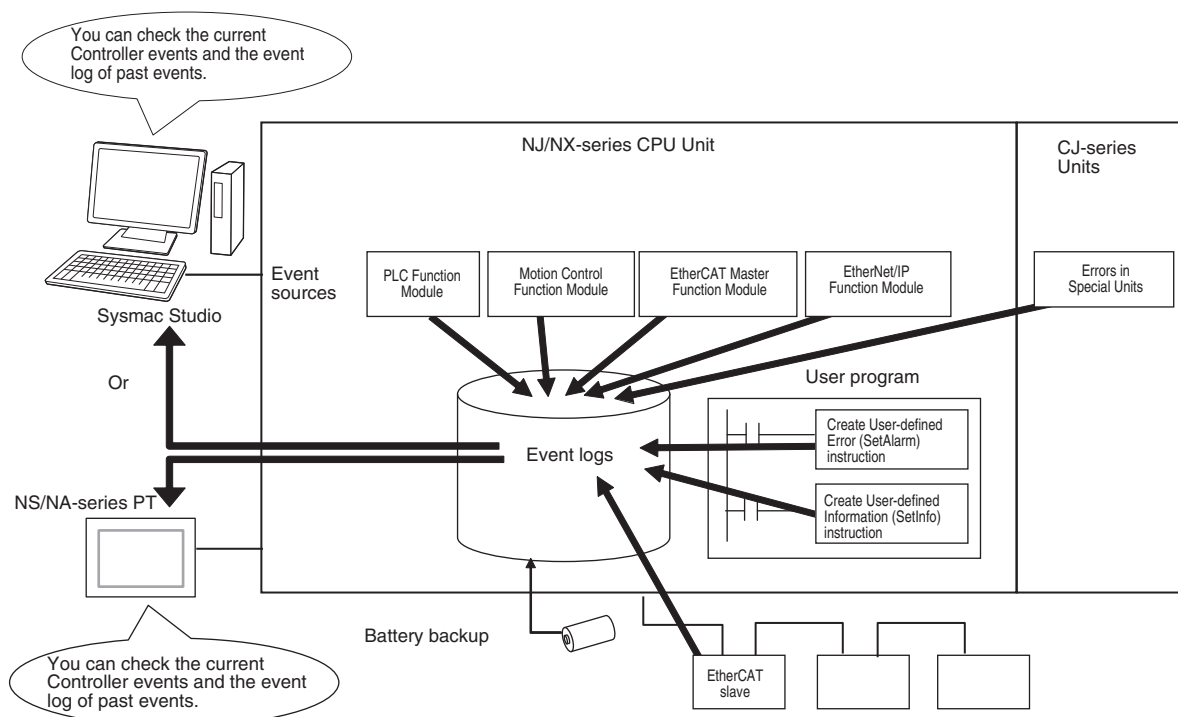 You can check the current
Controller events and the event
log of past events.
NJ/NX-series CPU Unit
CJ-series
Units
Event
sources
PLC Function
Module
Motion Control
Function Module
EtherCAT Master
Function Module
EtherNet/IP
Function Module
Errors in
Special Units
Sysmac Studio
Or
User program
Create User-defined
Error (SetAlarm)
instruction
Event logs
Create User-defined
Information (SetInfo)
instruction
NS/NA-series PT
Battery backup
EtherCAT
slave
You can check the current
Controller events and the event
log of past events.